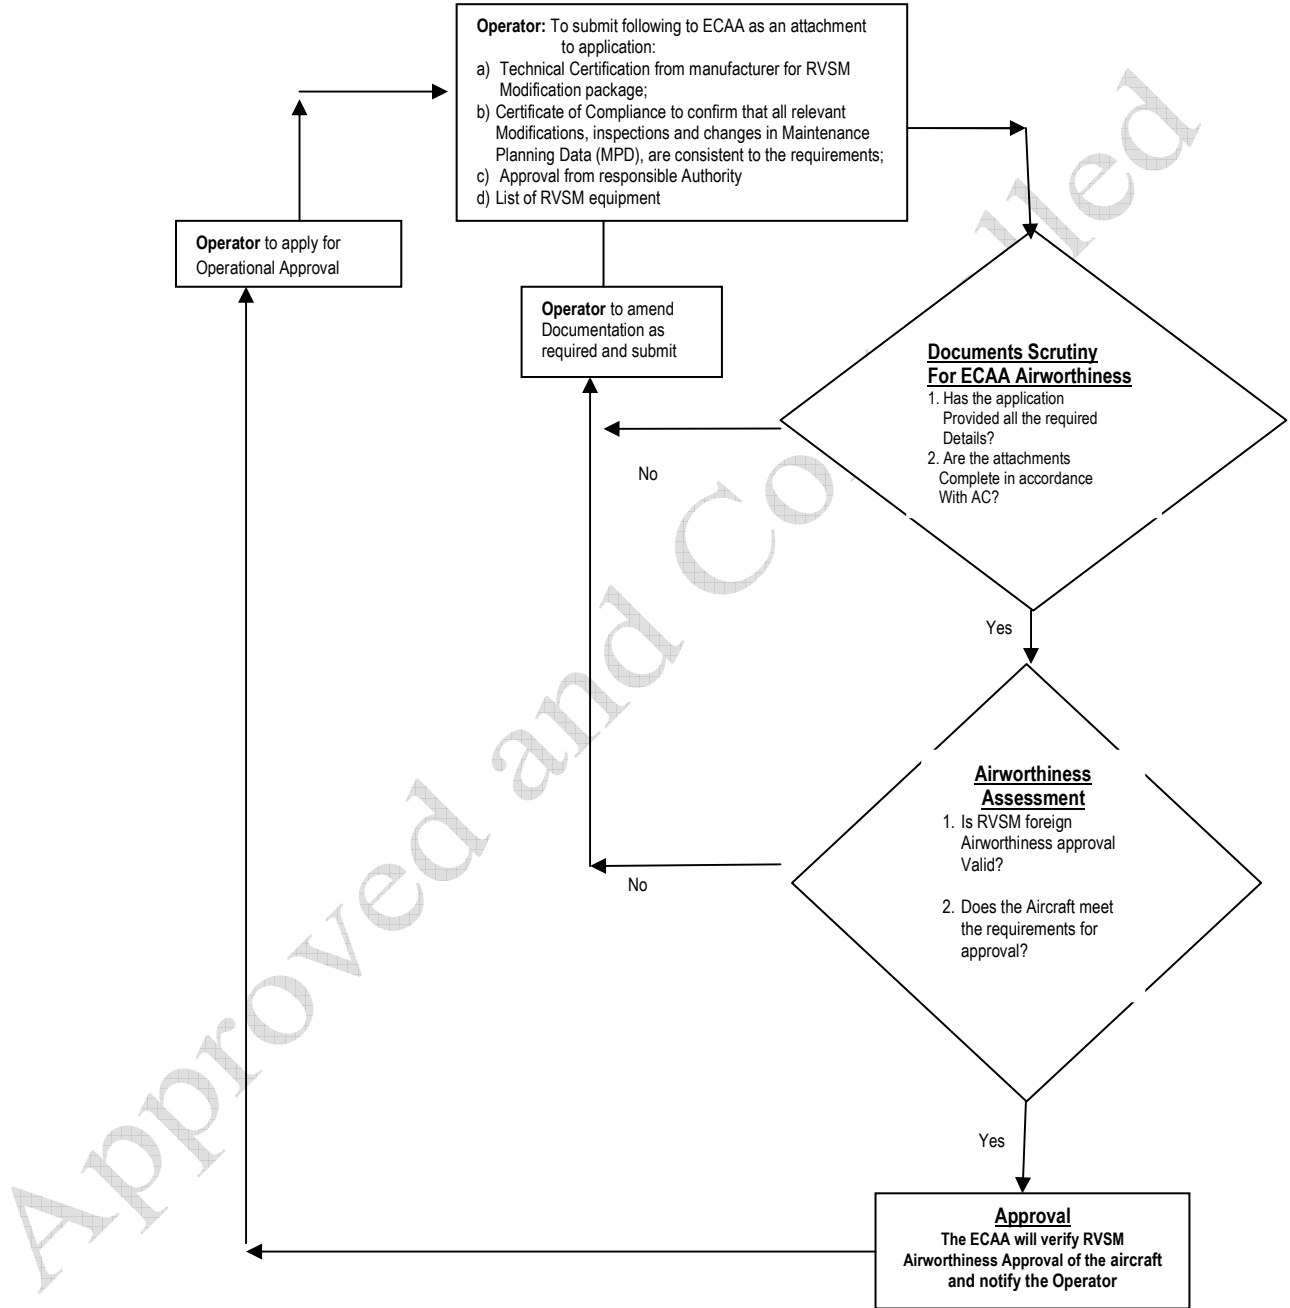 Operator: To submit following to ECAA as an attachment
to application:
a) Technical Certification from manufacturer for RVSM
Modification package;
b) Certificate of Compliance to confirm that all relevant
Modifications, inspections and changes in Maintenance
Planning Data (MPD), are consistent to the requirements;
c) Approval from responsible Authority
d) List of RVSM equipment
Operator to apply for
Operational Approval
Operator to amend
Documentation as
required and submit
Documents Scrutiny
For ECAA Airworthiness
1. Has the application
Provided all the required
Details?
2. Are the attachments
Complete in accordance
With AC?
No
Yes
Airworthiness
Assessment
1. Is RVSM foreign
Airworthiness approval
Valid?
2. Does the Aircraft meet
the requirements for
approval?
No
Yes
Approval
The ECAA will verify RVSM
Airworthiness Approval of the aircraft
and notify the Operator
Approved and Co
lled